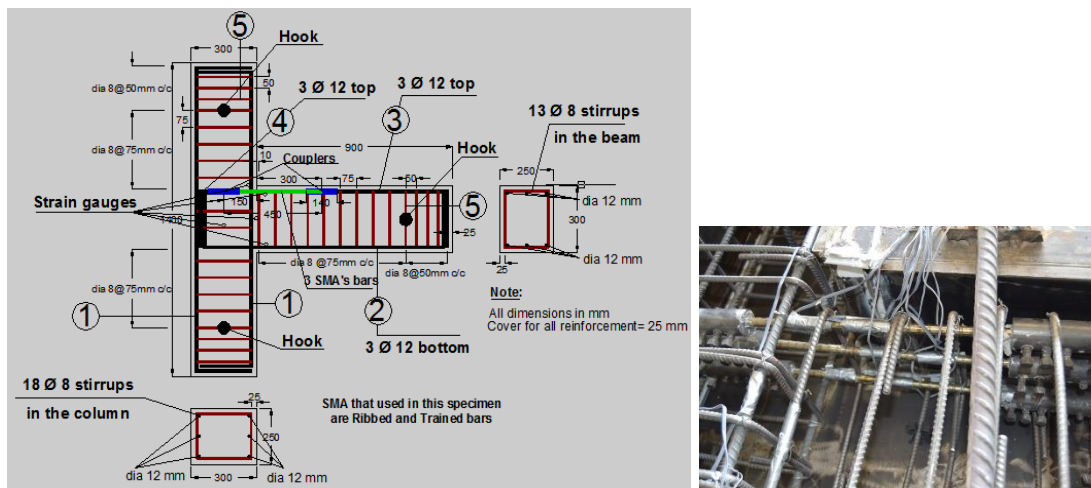 5
Hook
300
dia 8@50mm c/c
50
3 Ø 12 top
3 Ø 12 top
13 Ø 8 stirrups
in the beam
4
3
75
dia 8@75mm c/c
900
Hook
10
Couplers
250
300
75
50
dia 12 mm
Strain gauges
150
140
5
450
300
25
dia 8 @75mm c/c
dia 8@50mm c/c
25
dia 12 mm
3 SMA's bars
dia 8@75mm c/c
Note:
1
1
2
All dimensions in mm
Cover for all reinforcement= 25 mm
Hook
3 Ø 12 bottom
18 Ø 8 stirrups
in the column
25
SMA that used in this specimen
are Ribbed and Trained bars
250
dia 12 mm
300
dia 12 mm